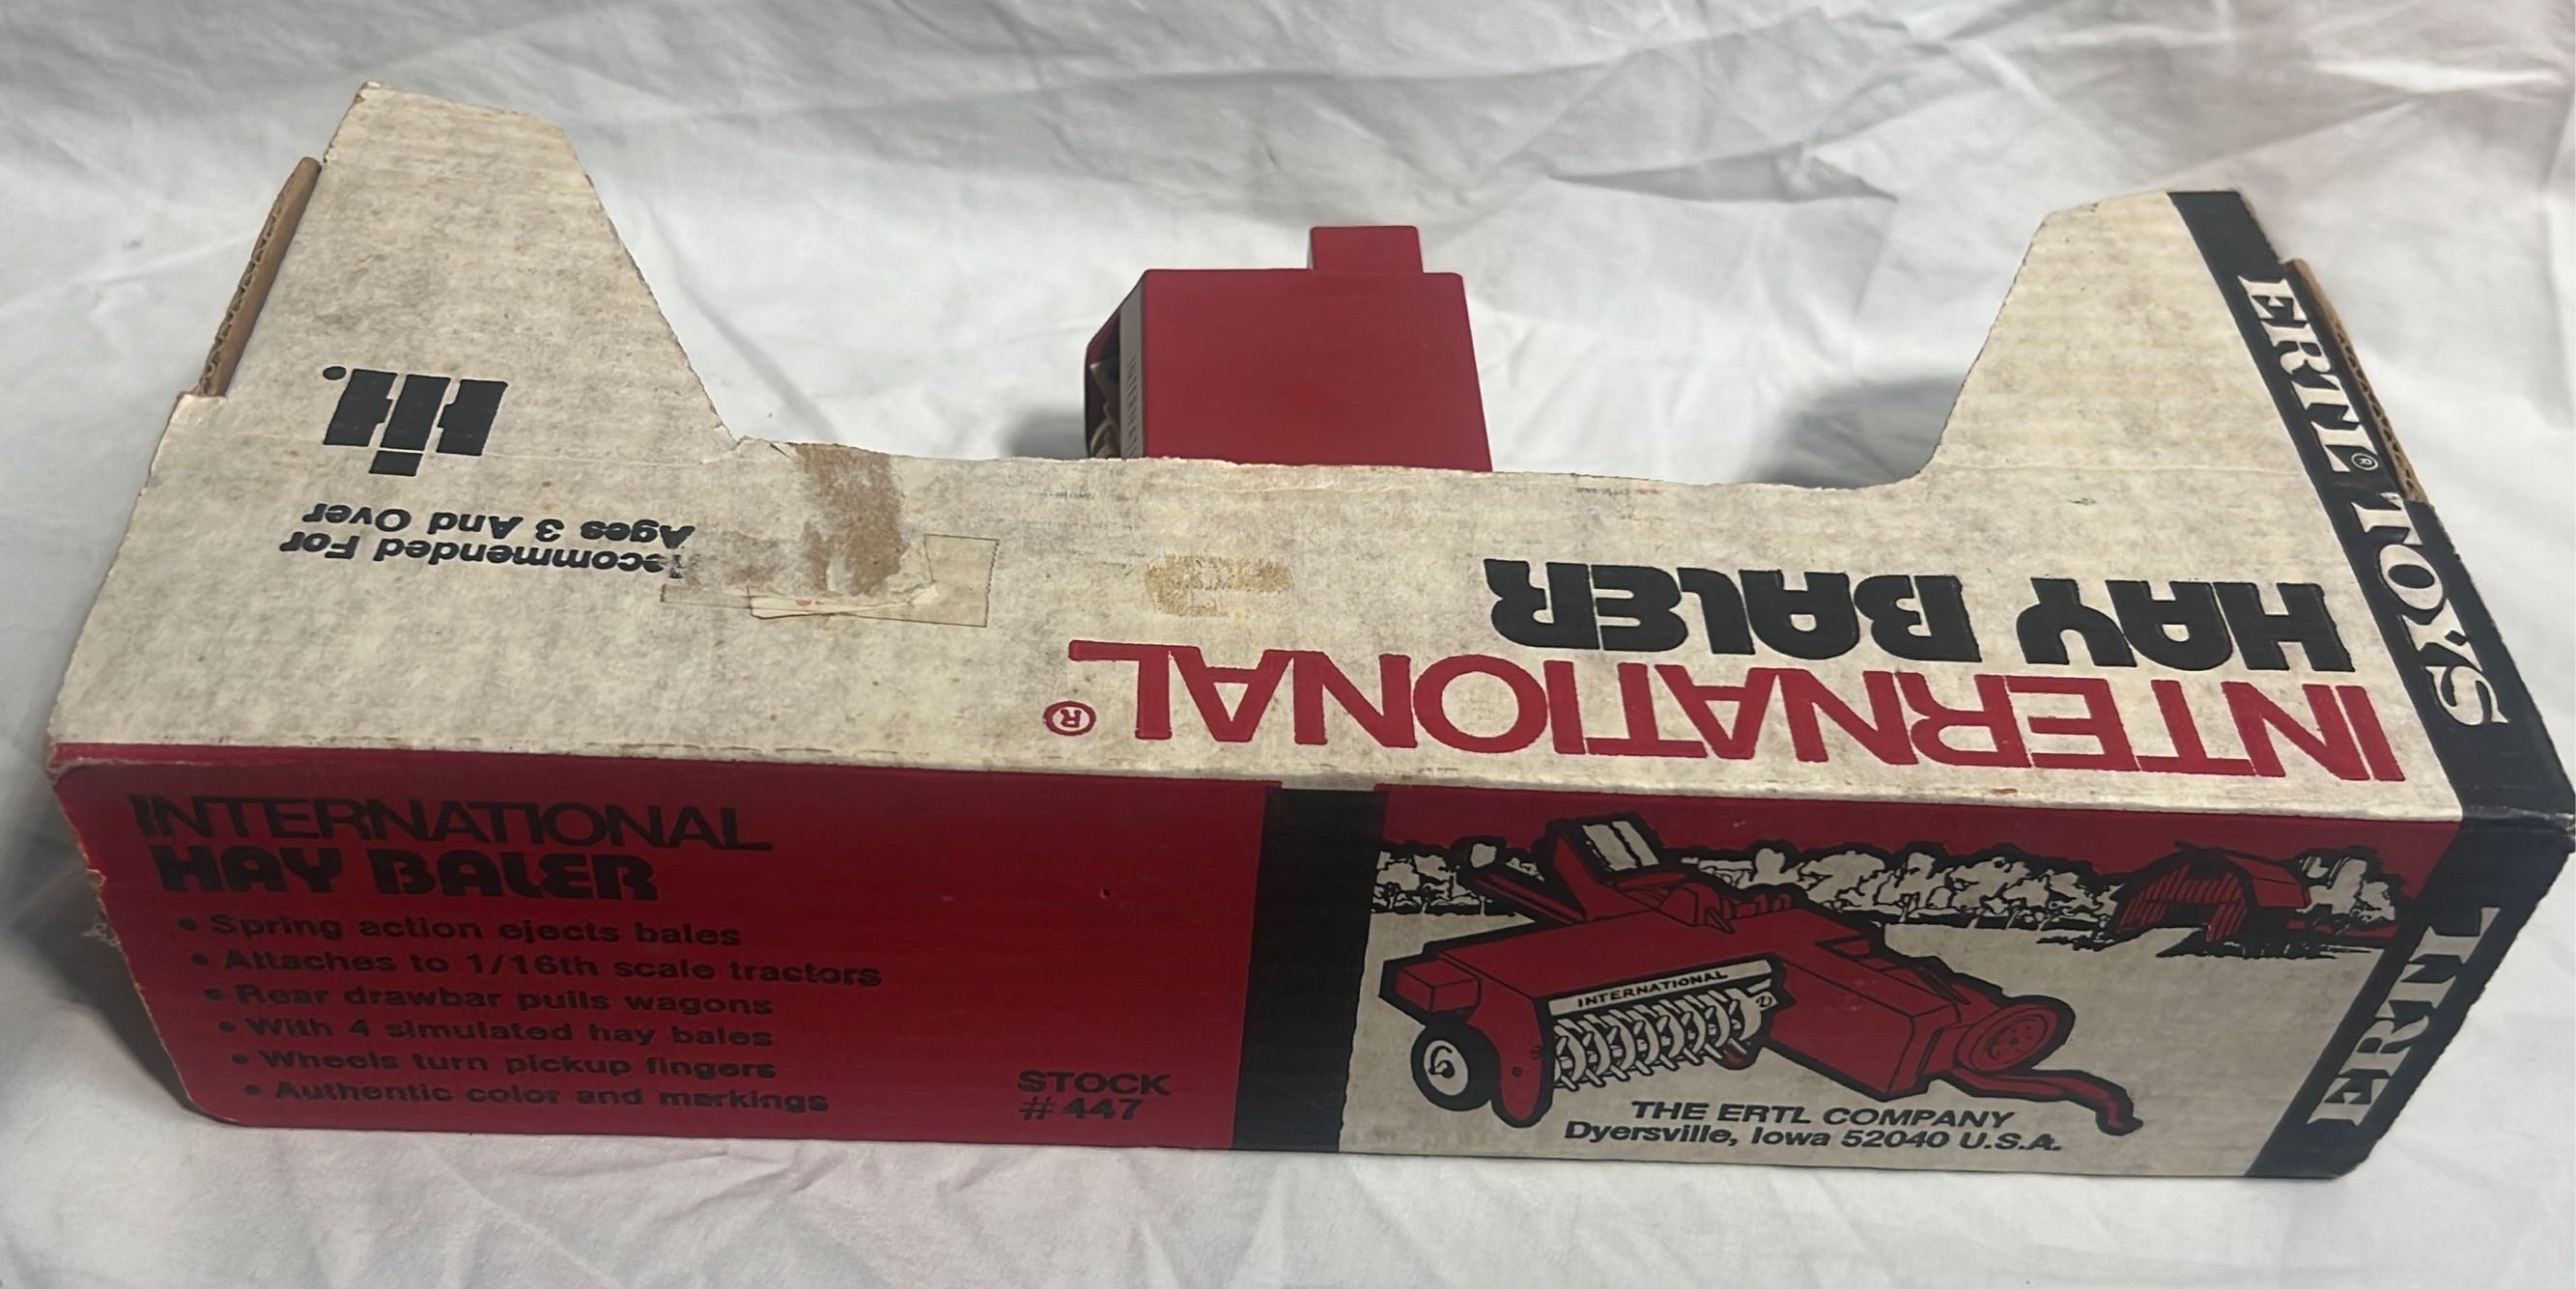 INTERNATIONAL®
HAY BALER
Recommended For
Ages 3 And Over
ERTL® TOYS
INTERNATIONAL
HAY BALER
• Spring action ejects bales
• Attaches to 1/16th scale tractors
• Rear drawbar pulls wagons
• With 4 simulated hay bales
• Wheels turn pickup fingers
• Authentic color and markings
STOCK
#447
INTERNATIONAL
THE ERTL COMPANY
Dyersville, Iowa 52040 U.S.A.
ERTL